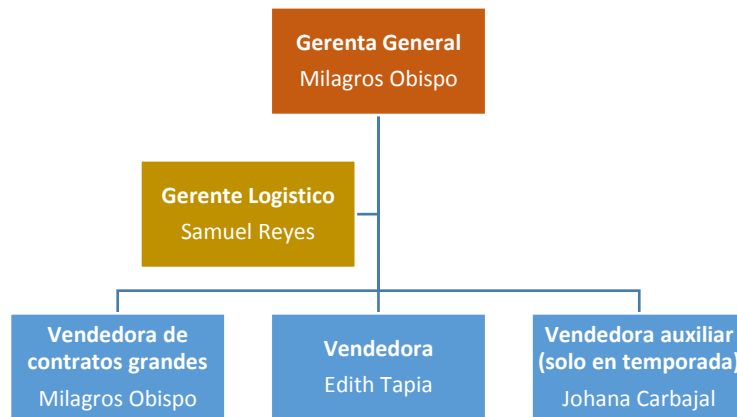 Gerenta General
Milagros Obispo
Gerente Logistico
Samuel Reyes
Vendedora de
contratos grandes
Milagros Obispo
Vendedora
Edith Tapia
Vendedora auxiliar
(solo en temporada)
Johana Carbajal